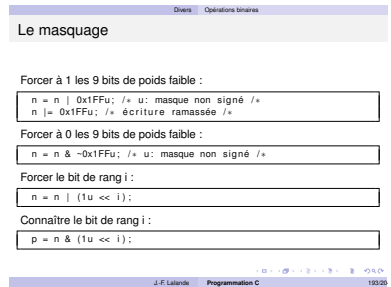 Divers Opérations binaires
Le masquage
Forcer à 1 les 9 bits de poids faible :
n = n | 0x1FFu; /* u: masque non signé /*
n |= 0x1FFu; /* écriture ramassée /*
Forcer à 0 les 9 bits de poids faible :
n = n & ~0x1FFu; /* u: masque non signé /*
Forcer le bit de rang i :
n = n | (1u << i);
Connaître le bit de rang i :
p = n & (1u << i);
J.-F. Lalande Programmation C 193/20